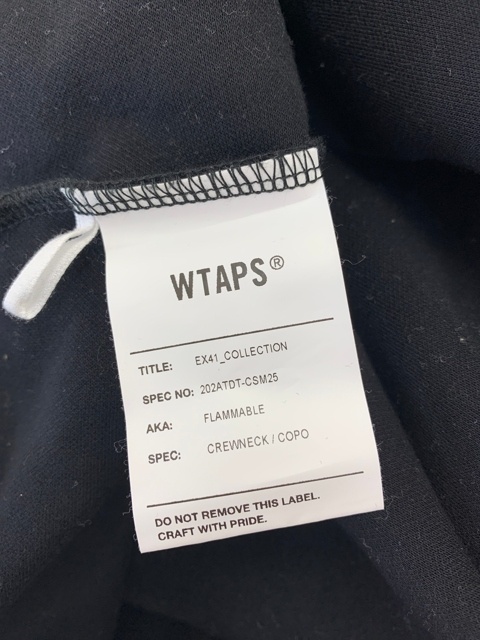 WTAPS®
TITLE: EX41_COLLECTION
SPEC NO: 202ATDT-CSM25
AKA: FLAMMABLE
SPEC: CREWNECK / COPO
DO NOT REMOVE THIS LABEL.
CRAFT WITH PRIDE.